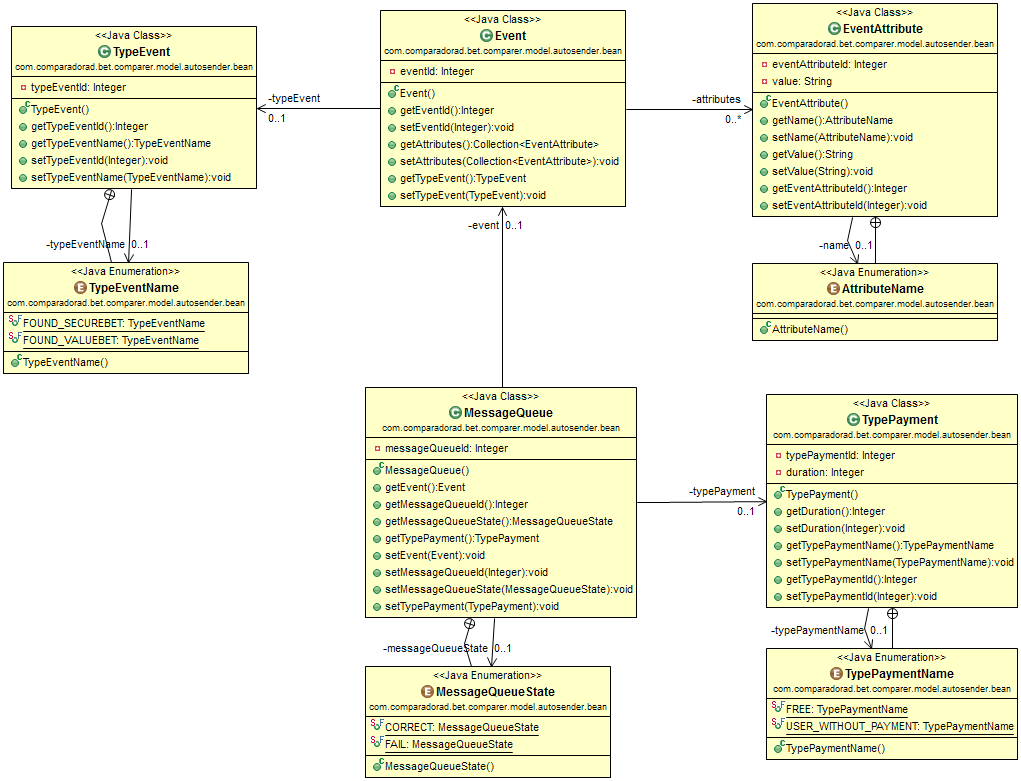 <<Java Class>>
TypeEvent
com.comparadorad.bet.comparer.model.autosender.bean
typeEventId: Integer
TypeEvent()
getTypeEventId():Integer
getTypeEventName():TypeEventName
setTypeEventId(Integer):void
setTypeEventName(TypeEventName):void
-typeEvent
0..1
<<Java Class>>
Event
com.comparadorad.bet.comparer.model.autosender.bean
eventId: Integer
Event()
getEventId():Integer
setEventId(Integer):void
getAttributes():Collection<EventAttribute>
setAttributes(Collection<EventAttribute>):void
getTypeEvent():TypeEvent
setTypeEvent(TypeEvent):void
-attributes
0..*
<<Java Class>>
EventAttribute
com.comparadorad.bet.comparer.model.autosender.bean
eventAttributeId: Integer
value: String
EventAttribute()
getName():AttributeName
setName(AttributeName):void
getValue():String
setValue(String):void
getEventAttributeId():Integer
setEventAttributeId(Integer):void
-typeEventName 0..1
-event 0..1
-name 0..1
<<Java Enumeration>>
TypeEventName
com.comparadorad.bet.comparer.model.autosender.bean
FOUND_SECUREBET: TypeEventName
FOUND_VALUEBET: TypeEventName
TypeEventName()
<<Java Enumeration>>
AttributeName
com.comparadorad.bet.comparer.model.autosender.bean
AttributeName()
<<Java Class>>
MessageQueue
com.comparadorad.bet.comparer.model.autosender.bean
messageQueueId: Integer
MessageQueue()
getEvent():Event
getMessageQueueId():Integer
getMessageQueueState():MessageQueueState
getTypePayment():TypePayment
setEvent(Event):void
setMessageQueueId(Integer):void
setMessageQueueState(MessageQueueState):void
setTypePayment(TypePayment):void
-typePayment
0..1
<<Java Class>>
TypePayment
com.comparadorad.bet.comparer.model.autosender.bean
typePaymentId: Integer
duration: Integer
TypePayment()
getDuration():Integer
setDuration(Integer):void
getTypePaymentName():TypePaymentName
setTypePaymentName(TypePaymentName):void
getTypePaymentId():Integer
setTypePaymentId(Integer):void
-messageQueueState 0..1
-typePaymentName 0..1
<<Java Enumeration>>
MessageQueueState
com.comparadorad.bet.comparer.model.autosender.bean
CORRECT: MessageQueueState
FAIL: MessageQueueState
MessageQueueState()
<<Java Enumeration>>
TypePaymentName
com.comparadorad.bet.comparer.model.autosender.bean
FREE: TypePaymentName
USER_WITHOUT_PAYMENT: TypePaymentName
TypePaymentName()